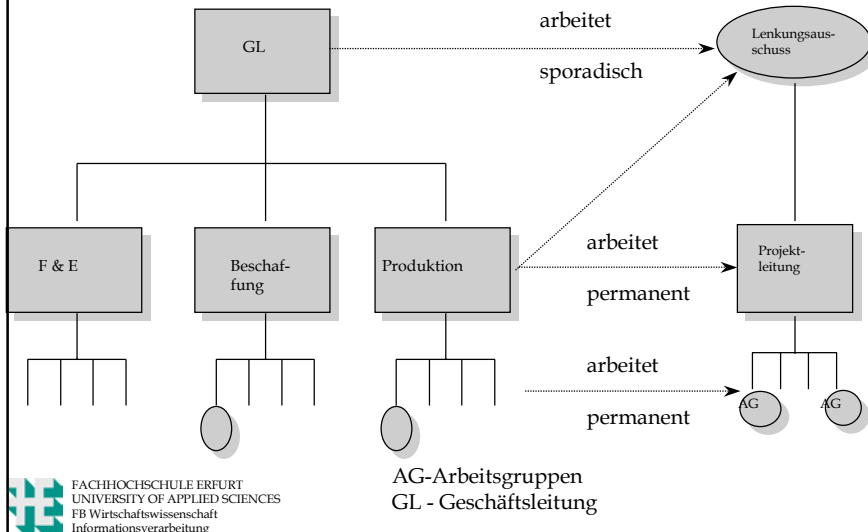 GL
arbeitet
sporadisch
Lenkungsaus-
schuss
F & E
Beschaf-
fung
Produktion
arbeitet
permanent
Projekt-
leitung
arbeitet
permanent
AG
AG
AG-Arbeitsgruppen
GL - Geschäftsleitung
FACHHOCHSCHULE ERFURT
UNIVERSITY OF APPLIED SCIENCES
FB Wirtschaftswissenschaft
Informationsverarbeitung